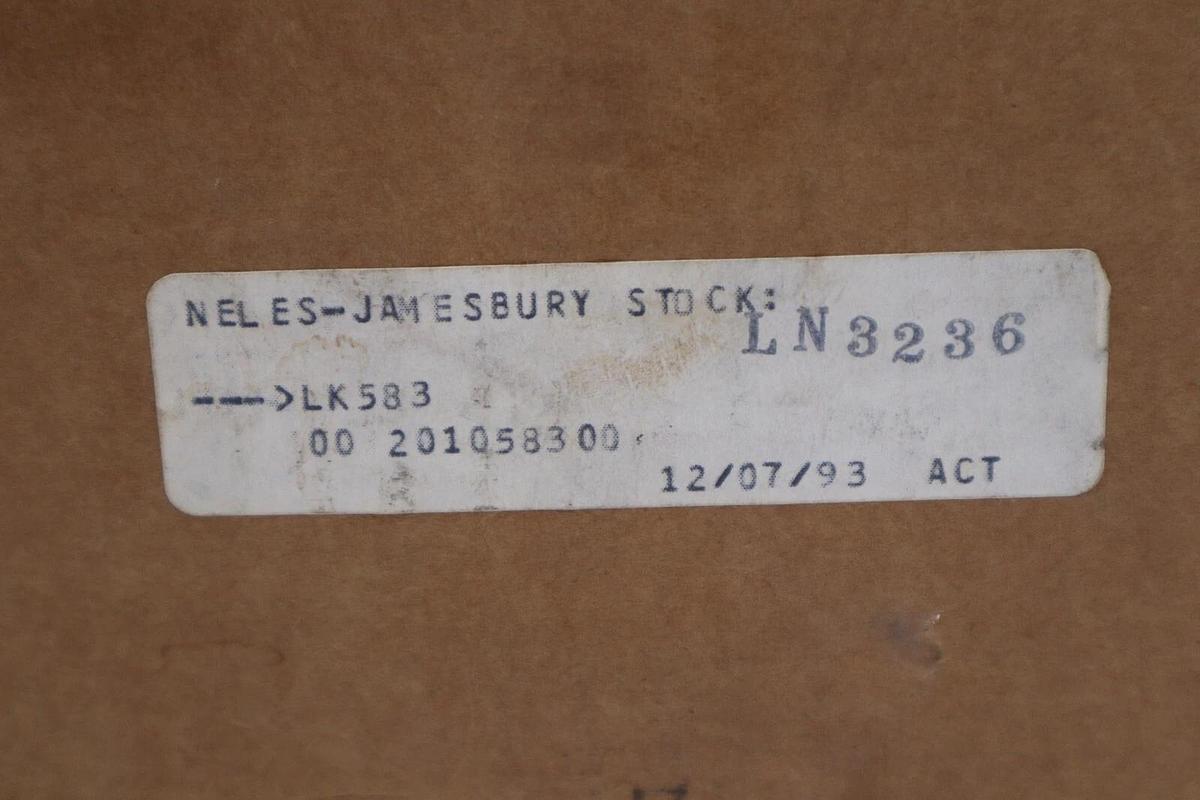 NELES-JAMESBURY STOCK:
LN3236
--->LK583
00 201058300
12/07/93 ACT